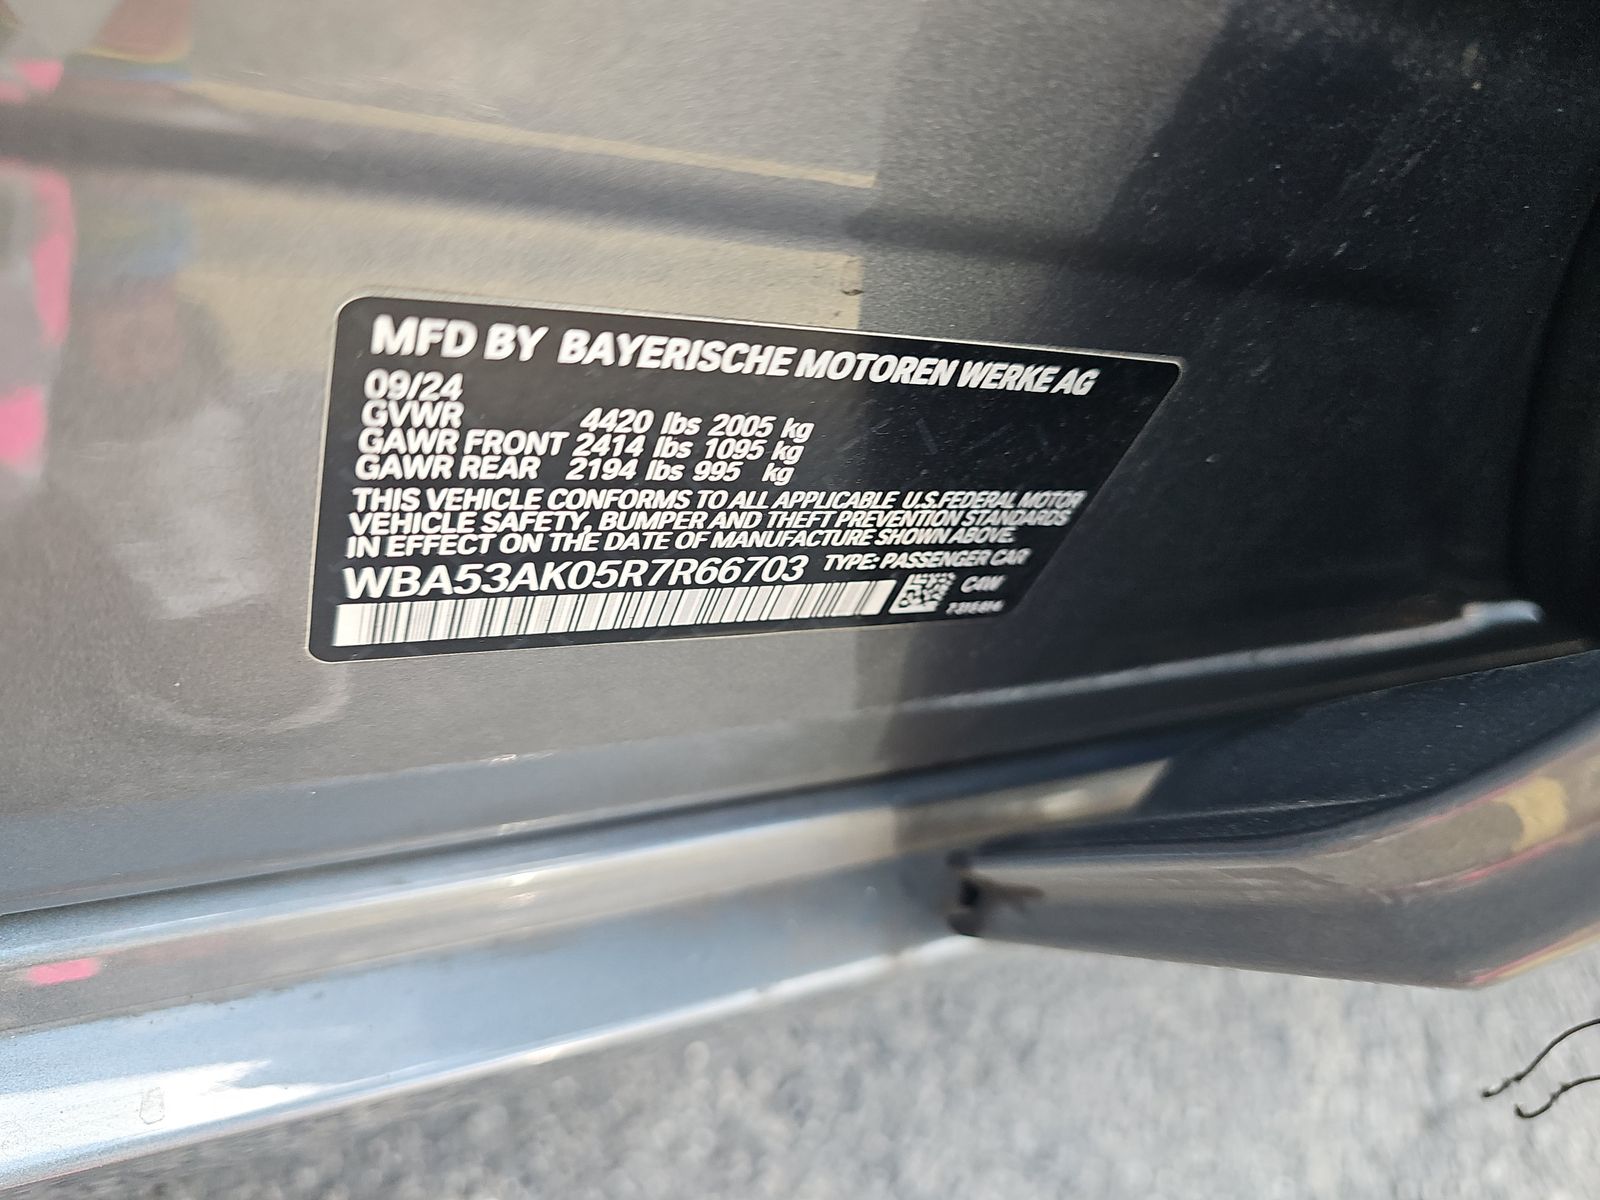 MFD BY BAYERISCHE MOTOREN WERKE AG
09/24
GVWR 4420 lbs 2005 kg
GAWR FRONT 2414 lbs 1095 kg
GAWR REAR 2194 lbs 995 kg
THIS VEHICLE CONFORMS TO ALL APPLICABLE U.S.FEDERAL MOTOR
VEHICLE SAFETY, BUMPER AND THEFT PREVENTION STANDARDS
IN EFFECT ON THE DATE OF MANUFACTURE SHOWN ABOVE.
WBA53AK05R7R66703 TYPE: PASSENGER CAR
C4W